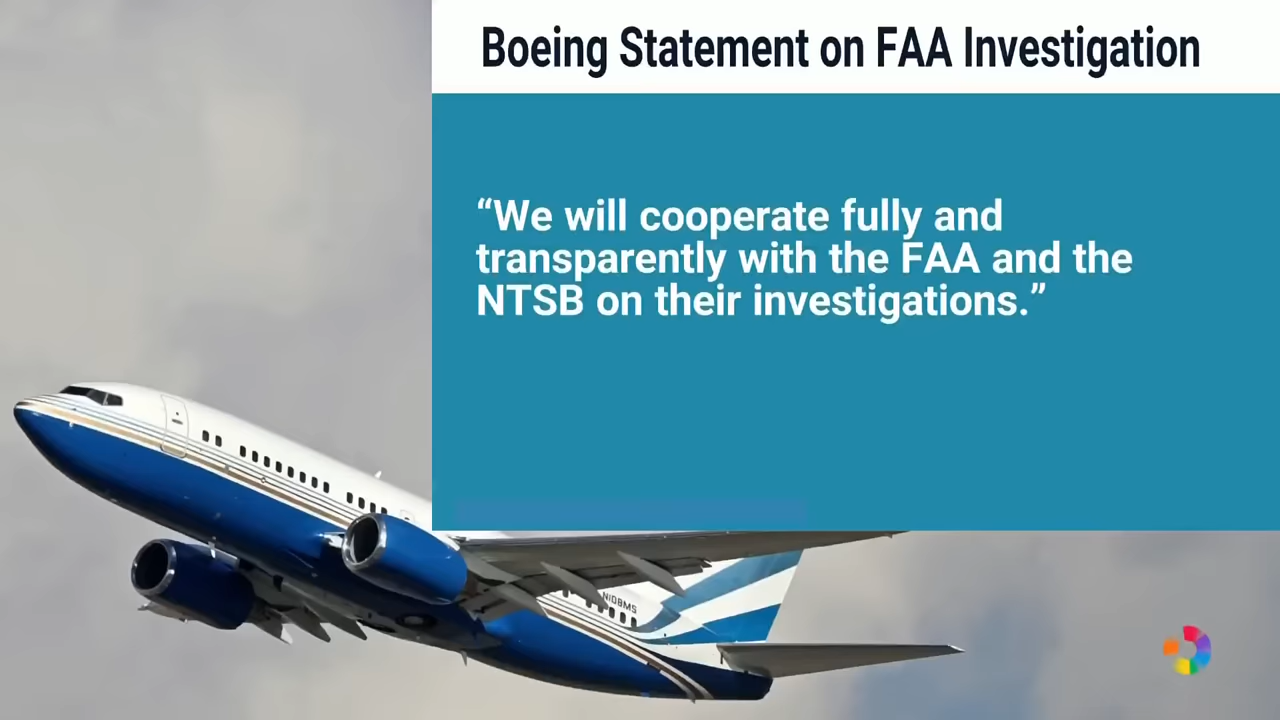 Boeing Statement on FAA Investigation
“We will cooperate fully and
transparently with the FAA and the
NTSB on their investigations.”
N108MS